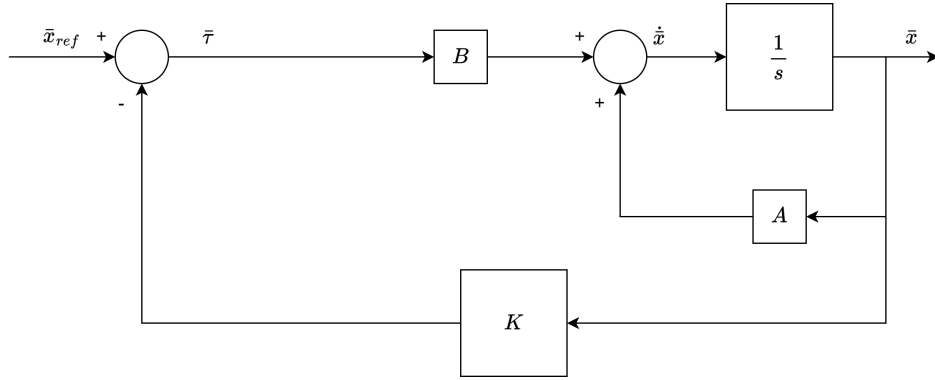 x̄_ref + τ̄ B + ẋ̄ 1/s x̄
- +
A
K